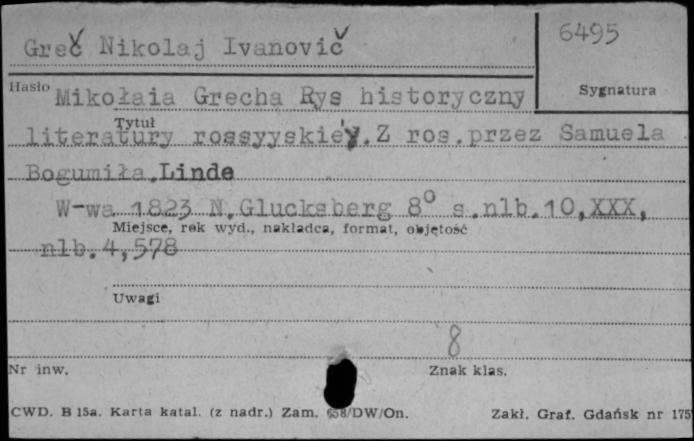 Greč Nikolaj Ivanovič
6495
Hasło
Sygnatura
Mikołaia Grecha Rys historyczny
Tytuł
literatury rossyyskiéy. Z ros. przez Samuela
Bogumiła Linde
W-wa 1823 N. Glucksberg 8⁰ s. nlb. 10, XXX,
Miejsce, rok wyd., nakładca, format, objętość
nlb. 4, 578
Uwagi
8
Nr inw.
Znak klas.
CWD. B 15a. Karta katal. (z nadr.) Zam. 658/DW/On.
Zakł. Graf. Gdańsk nr 175